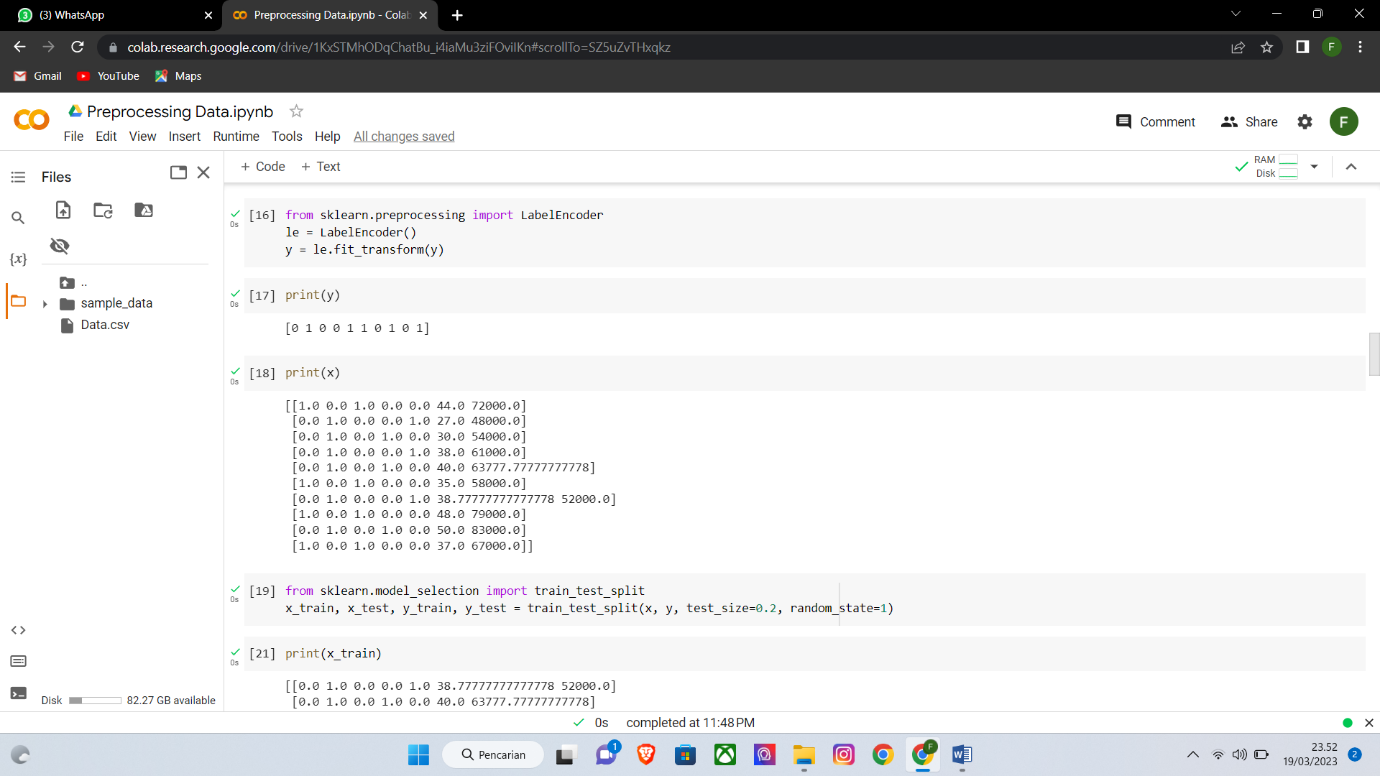 (3) WhatsApp
Preprocessing Data.ipynb - Colab
colab.research.google.com/drive/1KxSTMhODqChatBu_i4iaMu3ziFOviIKn#scrollTo=SZ5uZvTHxqkz
F
Gmail
YouTube
Maps
Preprocessing Data.ipynb
File Edit View Insert Runtime Tools Help All changes saved
Comment
Share
F
Files
+ Code + Text
RAM
Disk
{x}
..
sample_data
Data.csv
0s
[16] from sklearn.preprocessing import LabelEncoder
le = LabelEncoder()
y = le.fit_transform(y)
0s
[17] print(y)
[0 1 0 0 1 1 0 1 0 1]
0s
[18] print(x)
[[1.0 0.0 1.0 0.0 0.0 44.0 72000.0]
[0.0 1.0 0.0 0.0 1.0 27.0 48000.0]
[0.0 1.0 0.0 1.0 0.0 30.0 54000.0]
[0.0 1.0 0.0 0.0 1.0 38.0 61000.0]
[0.0 1.0 0.0 1.0 0.0 40.0 63777.77777777778]
[1.0 0.0 1.0 0.0 0.0 35.0 58000.0]
[0.0 1.0 0.0 0.0 1.0 38.77777777777778 52000.0]
[1.0 0.0 1.0 0.0 0.0 48.0 79000.0]
[0.0 1.0 0.0 1.0 0.0 50.0 83000.0]
[1.0 0.0 1.0 0.0 0.0 37.0 67000.0]]
0s
[19] from sklearn.model_selection import train_test_split
x_train, x_test, y_train, y_test = train_test_split(x, y, test_size=0.2, random_state=1)
0s
[21] print(x_train)
[[0.0 1.0 0.0 0.0 1.0 38.77777777777778 52000.0]
[0.0 1.0 0.0 1.0 0.0 40.0 63777.77777777778]
Disk
82.27 GB available
0s completed at 11:48 PM
Pencarian
1
F
23.52
19/03/2023
2